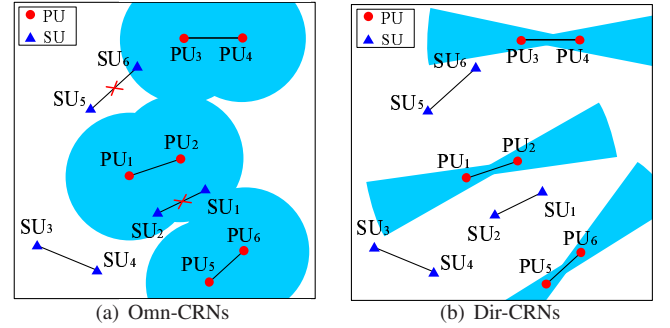 PU
SU
PU3
PU4
SU6
SU5
PU1
PU2
SU1
SU2
SU3
SU4
PU6
PU5
(a) Omn-CRNs
PU
SU
PU3
PU4
SU6
SU5
PU1
PU2
SU1
SU2
SU3
SU4
PU6
PU5
(b) Dir-CRNs